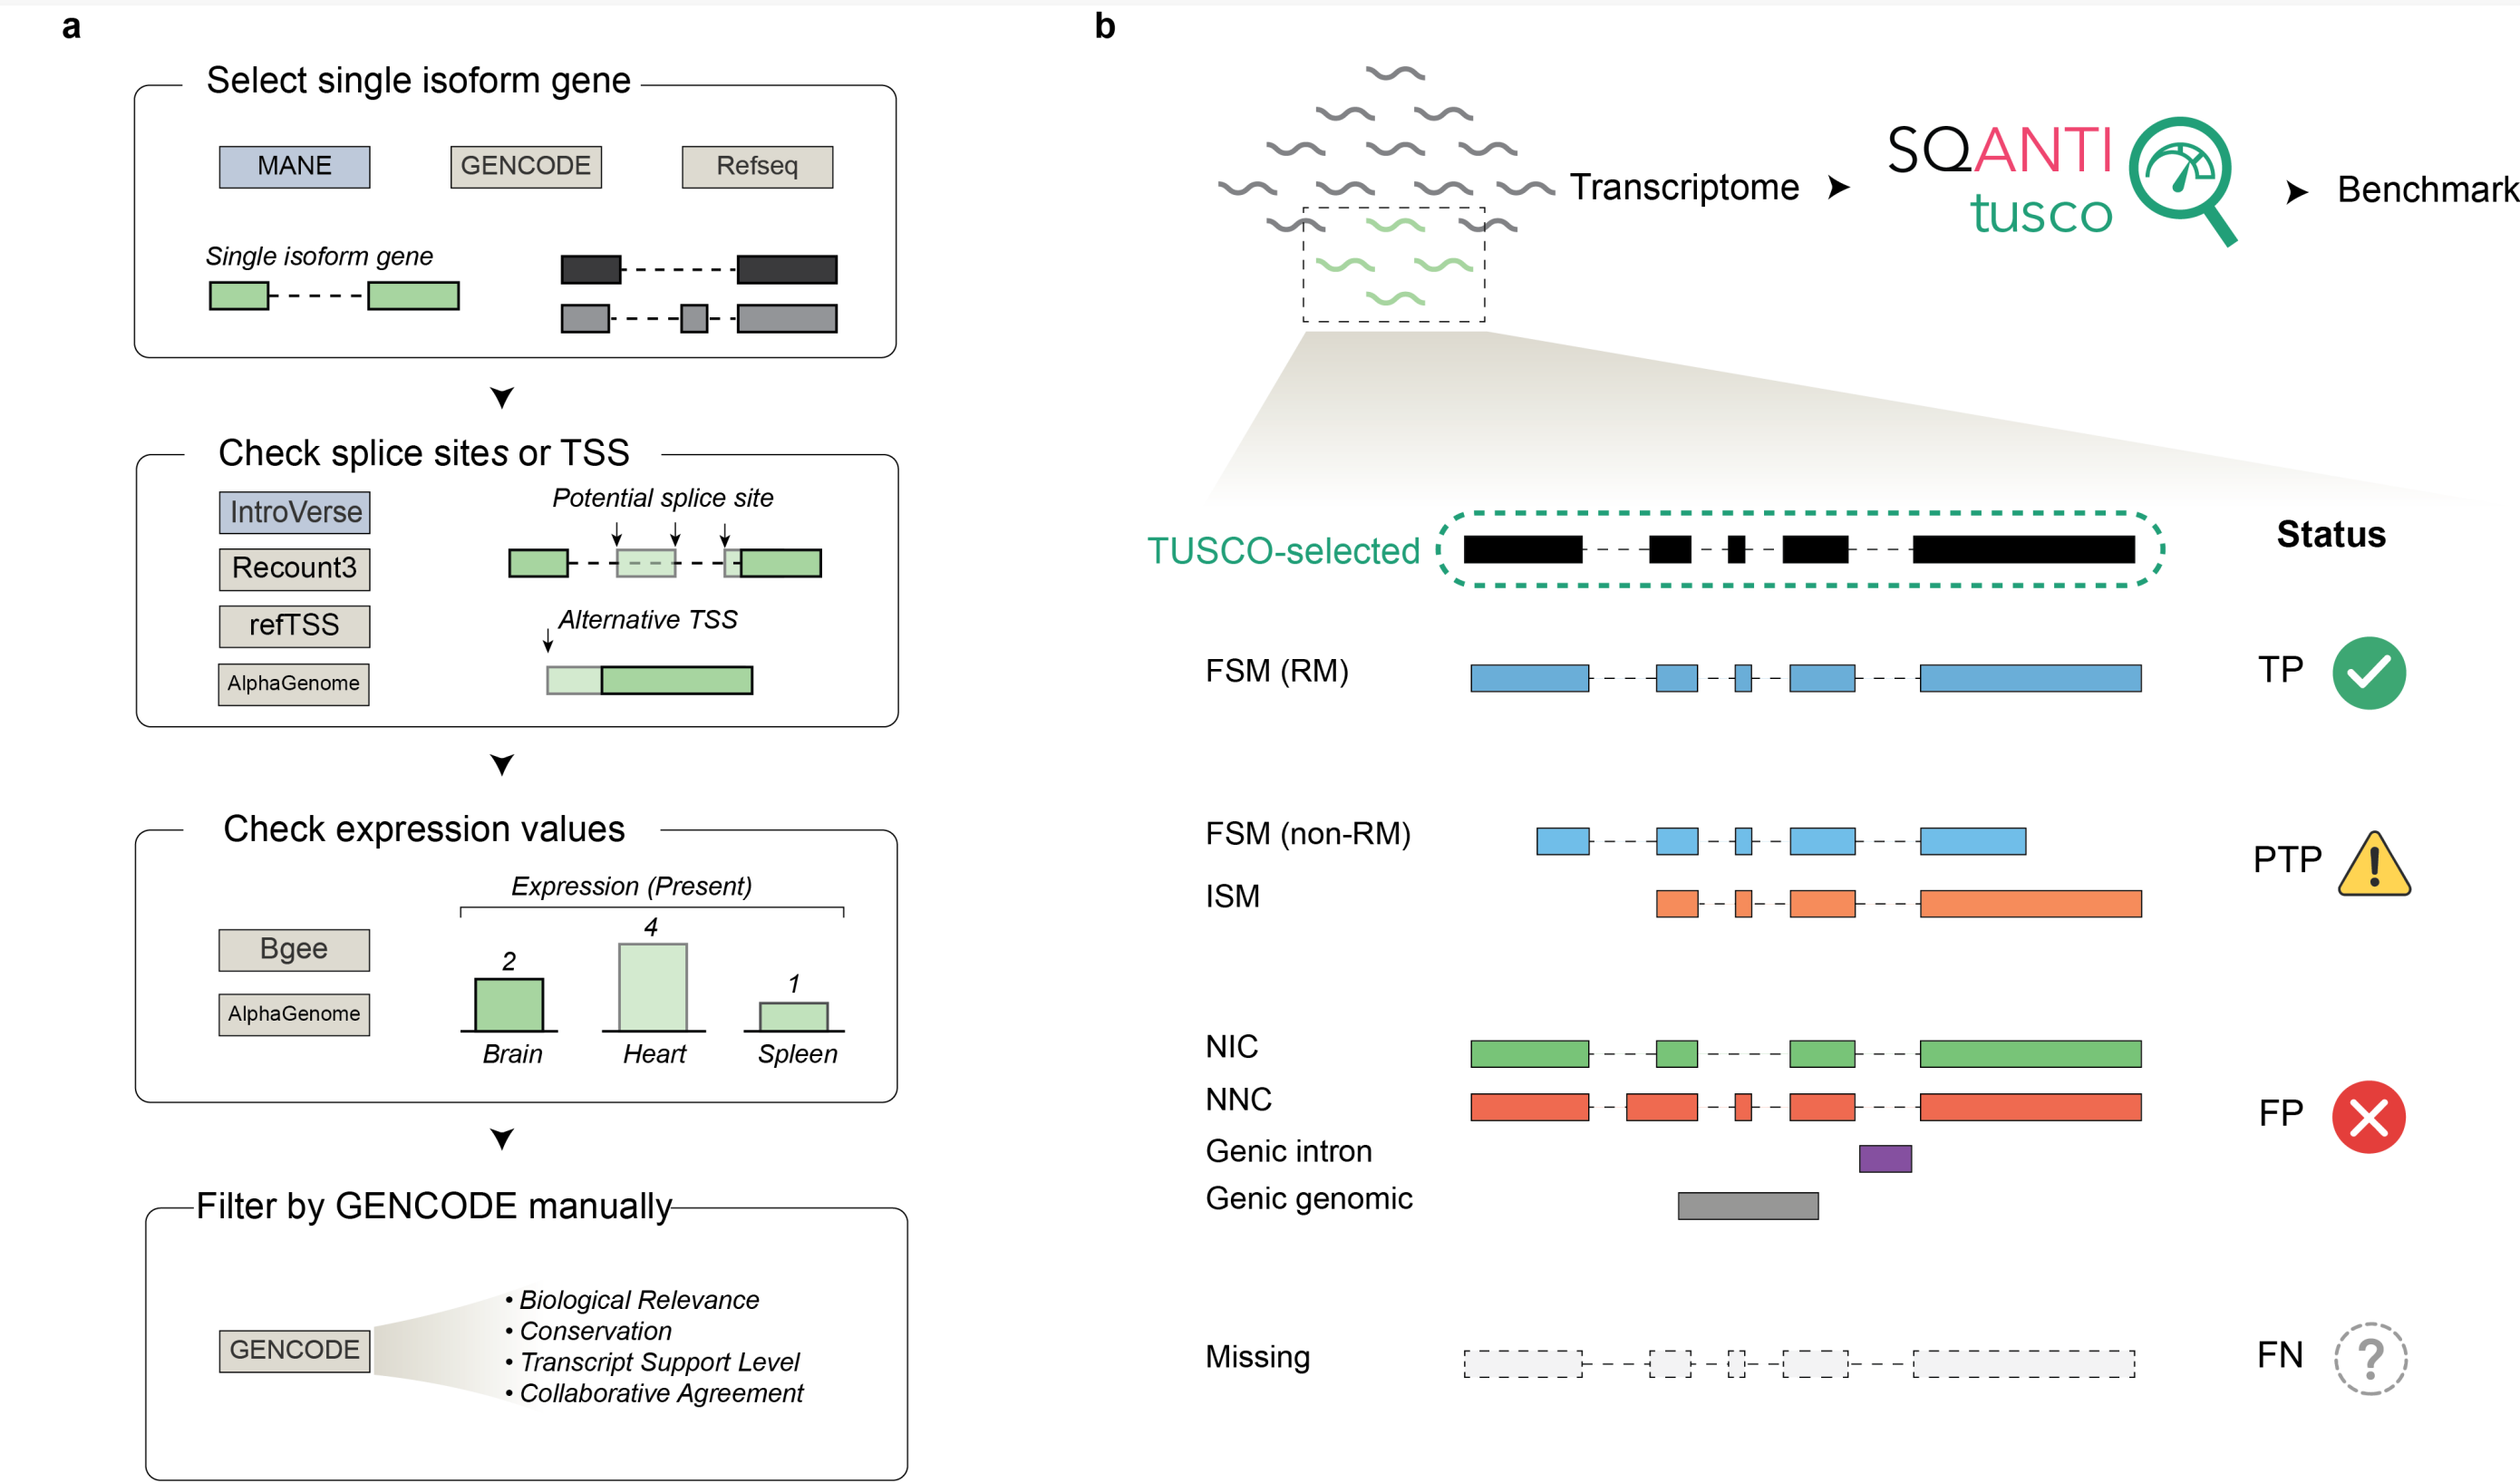 a
Select single isoform gene
MANE
GENCODE
Refseq
Single isoform gene
Check splice sites or TSS
IntroVerse
Recount3
refTSS
AlphaGenome
Potential splice site
Alternative TSS
Check expression values
Bgee
AlphaGenome
Expression (Present)
2
4
1
Brain
Heart
Spleen
Filter by GENCODE manually
GENCODE
• Biological Relevance
• Conservation
• Transcript Support Level
• Collaborative Agreement
b
Transcriptome
SQANTI
tusco
Benchmark
TUSCO-selected
Status
FSM (RM)
TP
FSM (non-RM)
ISM
PTP
!
NIC
NNC
Genic intron
Genic genomic
FP
Missing
FN
?